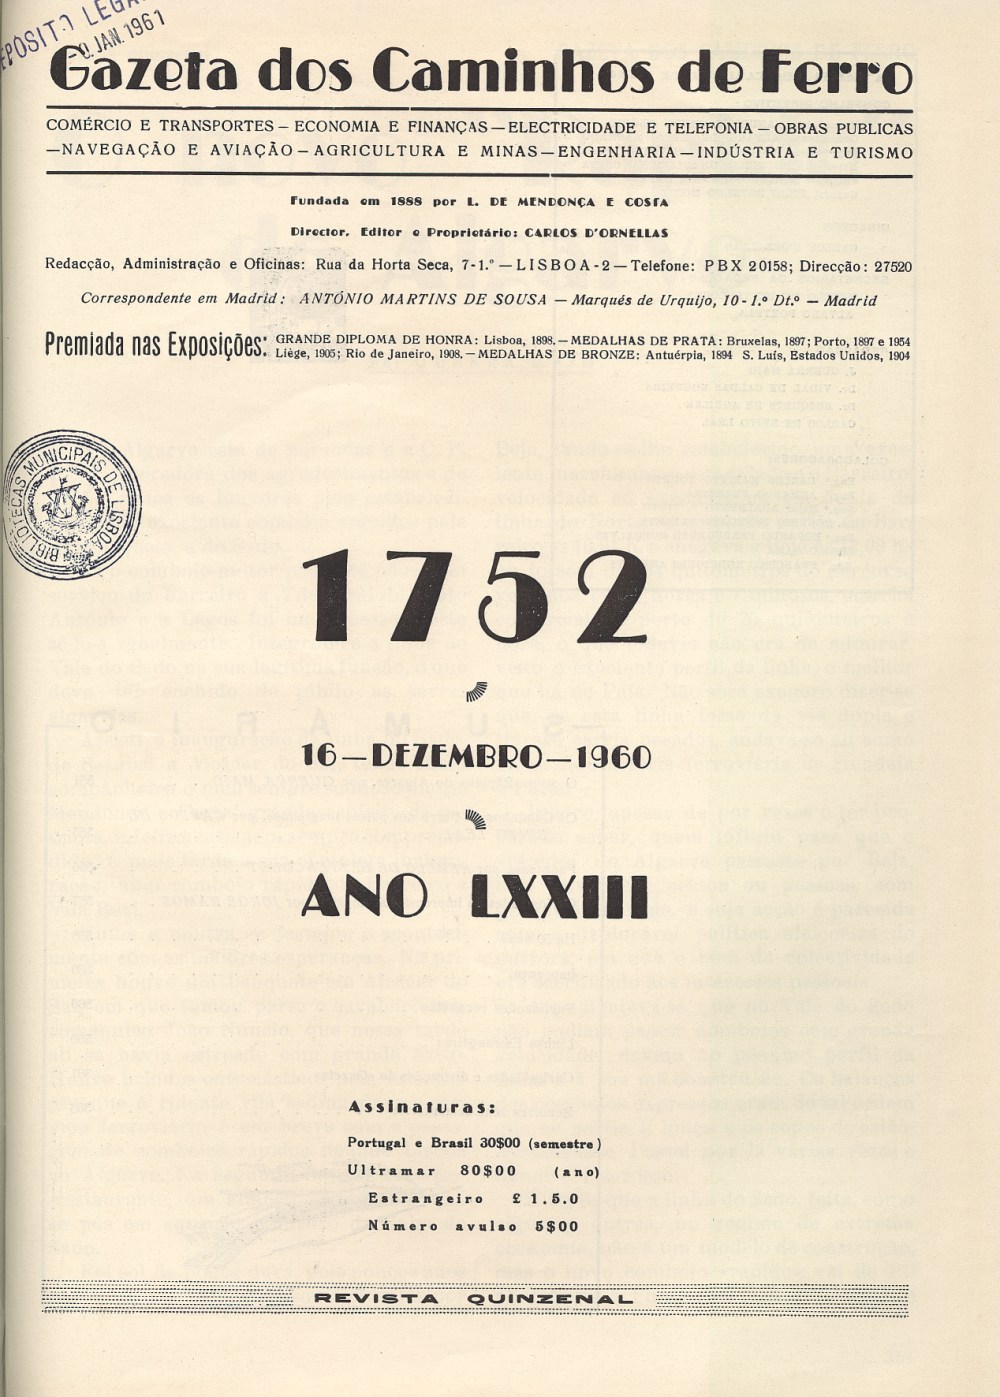 DEPÓSITO LEGAL
JAN. 1961
Gazeta dos Caminhos de Ferro
COMÉRCIO E TRANSPORTES — ECONOMIA E FINANÇAS — ELECTRICIDADE E TELEFONIA — OBRAS PUBLICAS
—NAVEGAÇÃO E AVIAÇÃO — AGRICULTURA E MINAS — ENGENHARIA — INDÚSTRIA E TURISMO
Fundada em 1888 por L. DE MENDONÇA E COSTA
Director, Editor e Proprietário: CARLOS D'ORNELLAS
Redacção, Administração e Oficinas: Rua da Horta Seca, 7-1.º — LISBOA-2 — Telefone: PBX 20158; Direcção: 27520
Correspondente em Madrid: ANTÓNIO MARTINS DE SOUSA — Marqués de Urquijo, 10-1.º Dt.º — Madrid
Premiada nas Exposições: GRANDE DIPLOMA DE HONRA: Lisboa, 1898. — MEDALHAS DE PRATA: Bruxelas, 1897; Porto, 1897 e 1954
Liège, 1905; Rio de Janeiro, 1908. — MEDALHAS DE BRONZE: Antuérpia, 1894 S. Luís, Estados Unidos, 1904
BIBLIOTECAS MUNICIPAIS DE LISBOA
1752
16—DEZEMBRO—1960
ANO LXXIII
Assinaturas:
Portugal e Brasil 30$00 (semestre)
Ultramar 80$00 (ano)
Estrangeiro £ 1.5.0
Número avulso 5$00
REVISTA QUINZENAL